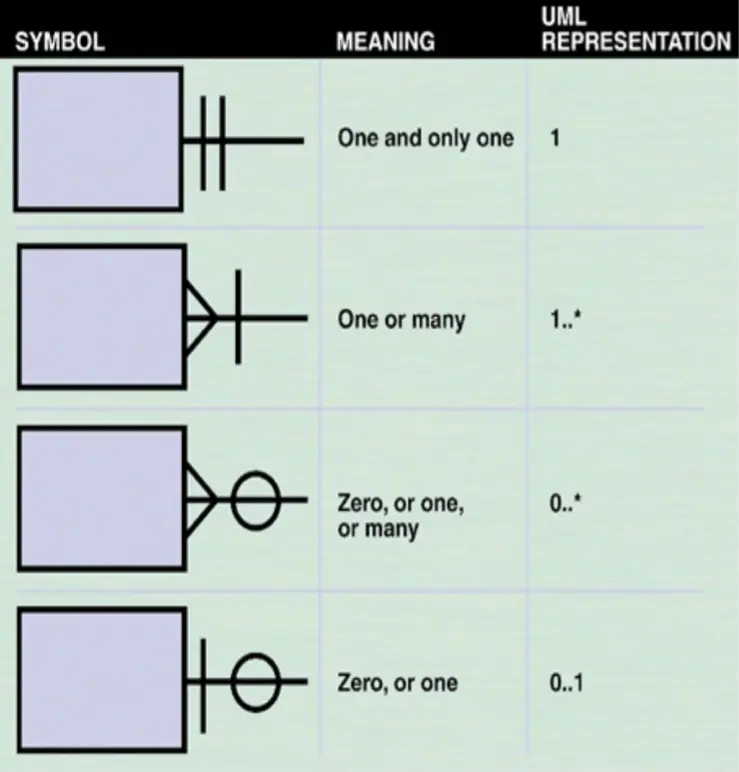 SYMBOL
MEANING
UML
REPRESENTATION
One and only one
1
One or many
1..*
Zero, or one,
or many
0..*
Zero, or one
0..1